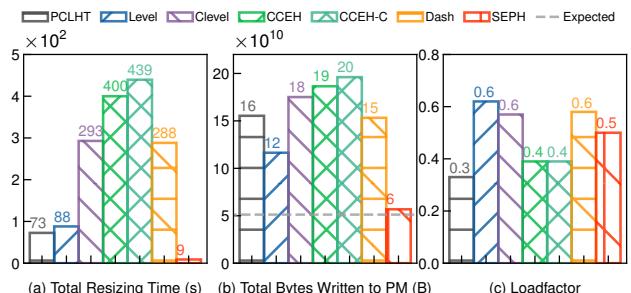 PCLHT Level Clevel CCEH CCEH-C Dash SEPH Expected
×10² ×10¹⁰
5 4 3 2 1 0
73 88 293 400 439 288 9
20 15 10 5 0
16 12 18 19 20 15 6
0.8 0.6 0.4 0.2 0.0
0.3 0.6 0.6 0.4 0.4 0.6 0.5
(a) Total Resizing Time (s) (b) Total Bytes Written to PM (B) (c) Loadfactor